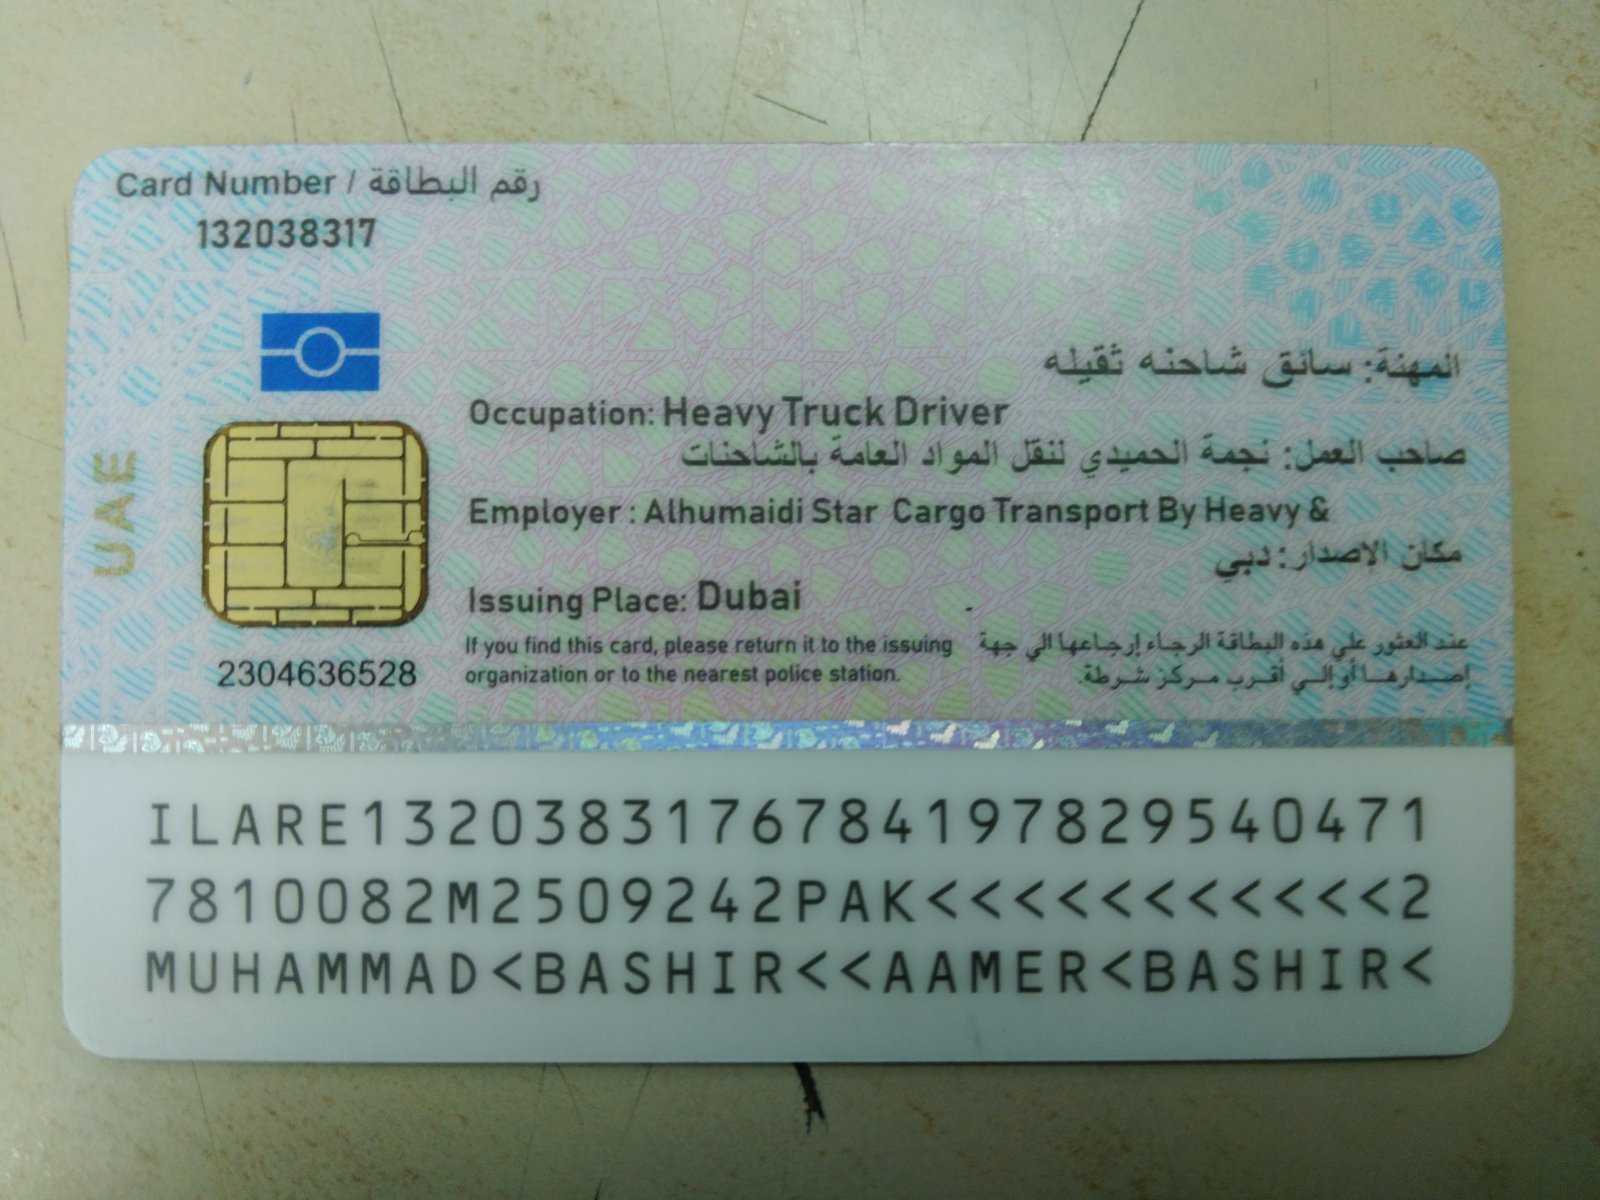 Card Number / رقم البطاقة
132038317
المهنة: سائق شاحنه ثقيله
Occupation: Heavy Truck Driver
صاحب العمل: نجمة الحميدي لنقل المواد العامة بالشاحنات
Employer : Alhumaidi Star Cargo Transport By Heavy &
مكان الاصدار: دبي
Issuing Place: Dubai
UAE
If you find this card, please return it to the issuing
organization or to the nearest police station.
عند العثور علي هذه البطاقة الرجاء إرجاعها الي جهة
إصدارها أو إلي أقرب مركز شرطة.
2304636528
ILARE1320383176784197829540471
7810082M2509242PAK<<<<<<<<<<<2
MUHAMMAD<BASHIR<<AAMER<BASHIR<